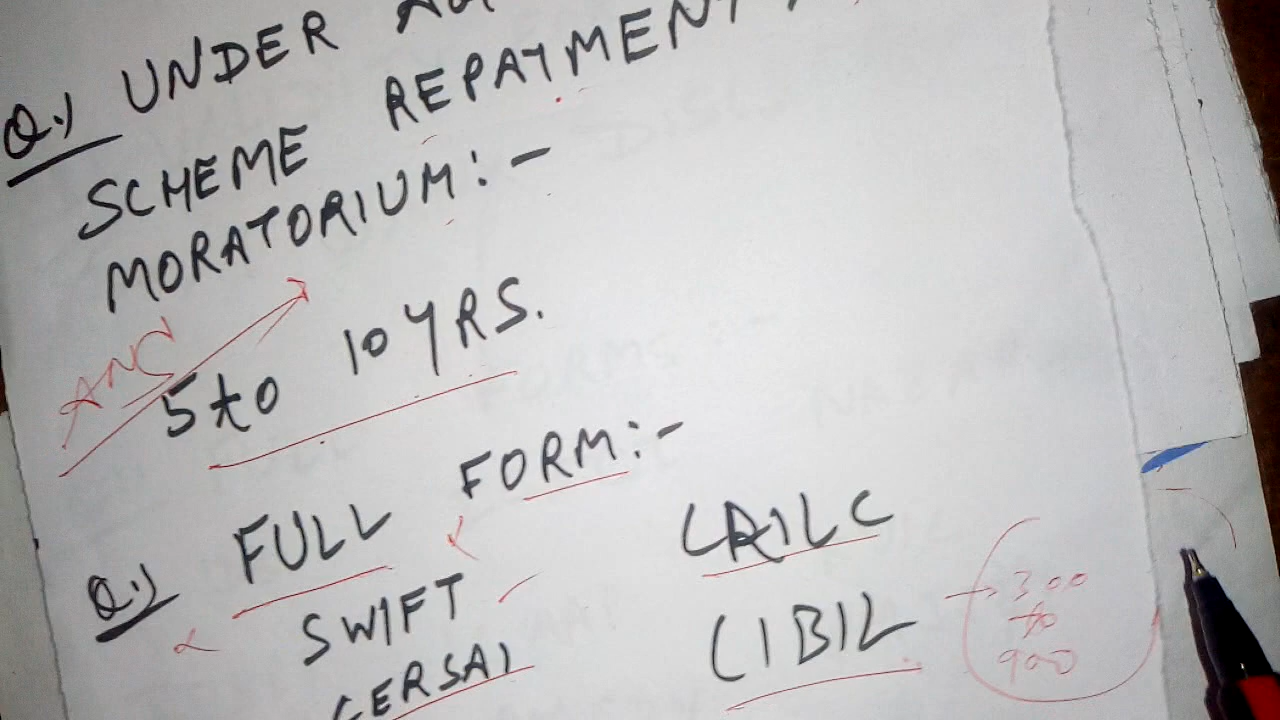 Q.) UNDER
SCHEME REPAYMENT
MORATORIUM:-
ANS
5 to 10 YRS.
Q.) FULL FORM:-
SWIFT CRILC
CERSAI CIBIL → 300
to
900